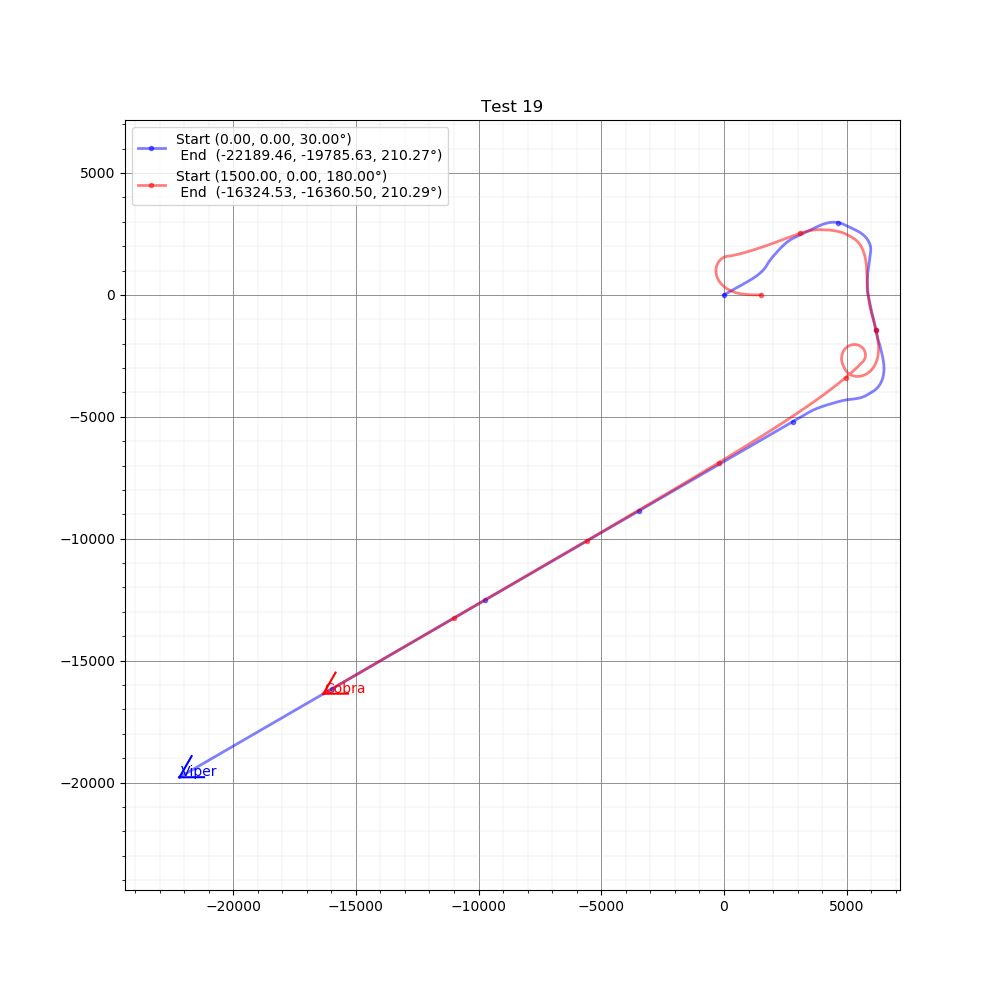 Test 19
Start (0.00, 0.00, 30.00°)
End (-22189.46, -19785.63, 210.27°)
Start (1500.00, 0.00, 180.00°)
End (-16324.53, -16360.50, 210.29°)
5000
0
−5000
−10000
−15000
−20000
Cobra
Viper
−20000 −15000 −10000 −5000 0 5000